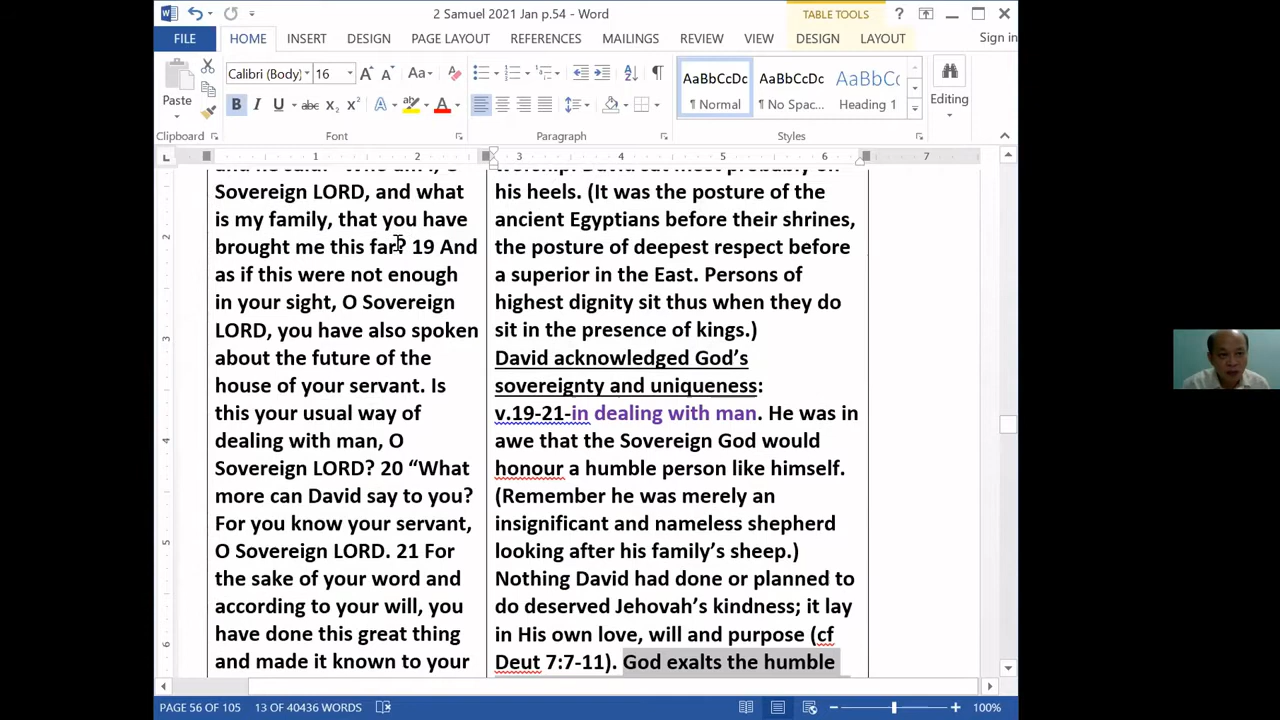 2 Samuel 2021 Jan p.54 - Word
TABLE TOOLS
Sign in
FILE HOME INSERT DESIGN PAGE LAYOUT REFERENCES MAILINGS REVIEW VIEW DESIGN LAYOUT
Calibri (Body) 16
Paste
AaBbCcDc AaBbCcDc AaBbCc
¶ Normal ¶ No Spac... Heading 1
Editing
Clipboard Font Paragraph Styles
1 2 3 4 5 6 7
Sovereign LORD, and what
is my family, that you have
brought me this far? 19 And
as if this were not enough
in your sight, O Sovereign
LORD, you have also spoken
about the future of the
house of your servant. Is
this your usual way of
dealing with man, O
Sovereign LORD? 20 “What
more can David say to you?
For you know your servant,
O Sovereign LORD. 21 For
the sake of your word and
according to your will, you
have done this great thing
and made it known to your
his heels. (It was the posture of the
ancient Egyptians before their shrines,
the posture of deepest respect before
a superior in the East. Persons of
highest dignity sit thus when they do
sit in the presence of kings.)
David acknowledged God’s
sovereignty and uniqueness:
v.19-21-in dealing with man. He was in
awe that the Sovereign God would
honour a humble person like himself.
(Remember he was merely an
insignificant and nameless shepherd
looking after his family’s sheep.)
Nothing David had done or planned to
do deserved Jehovah’s kindness; it lay
in His own love, will and purpose (cf
Deut 7:7-11). God exalts the humble
PAGE 56 OF 105 13 OF 40436 WORDS 100%